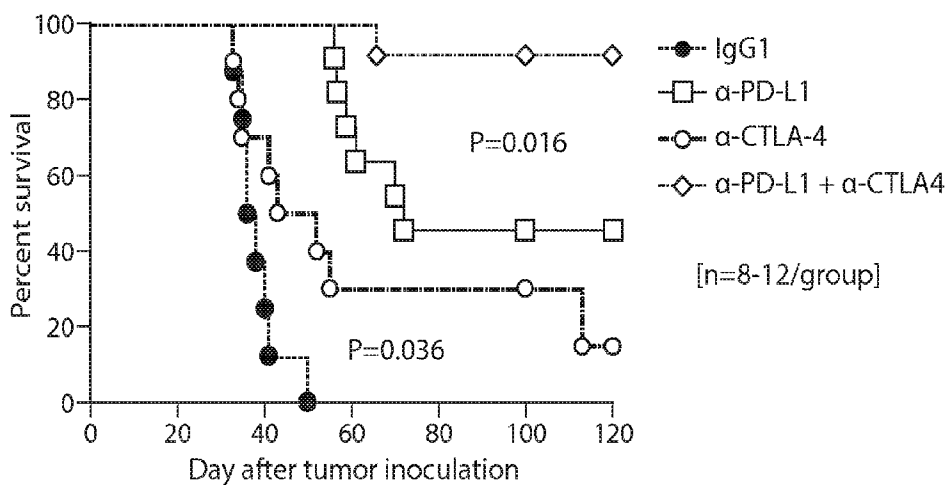 100
80
60
40
20
0
Percent survival
0 20 40 60 80 100 120
Day after tumor inoculation
P=0.016
P=0.036
IgG1
α-PD-L1
α-CTLA-4
α-PD-L1 + α-CTLA4
[n=8-12/group]